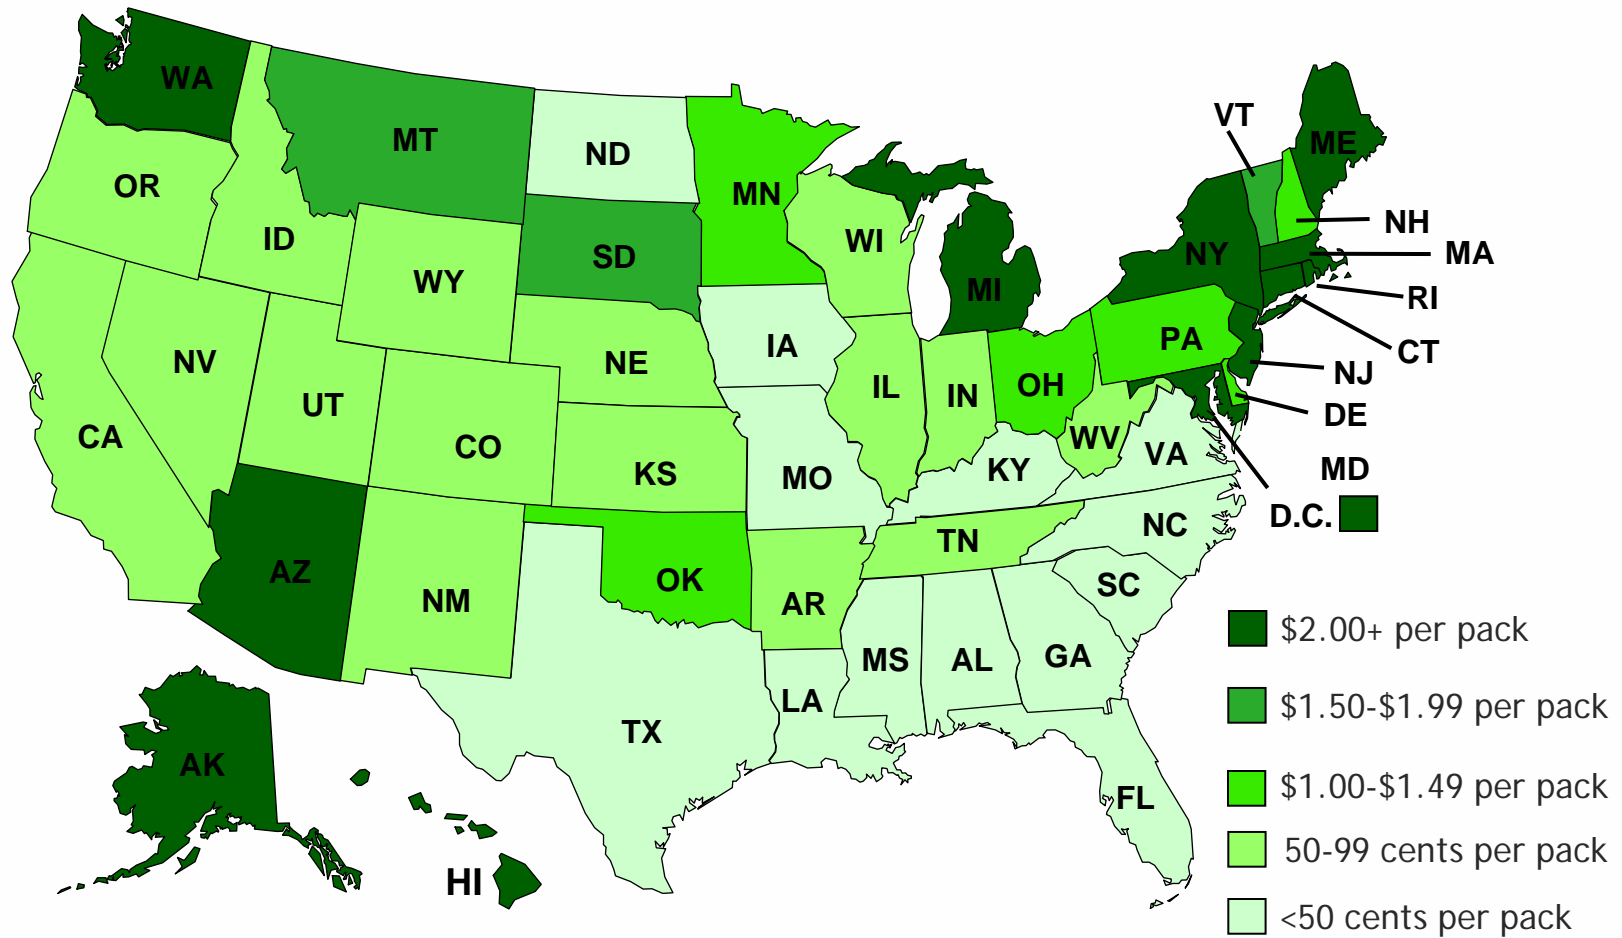 WA
MT
ND
MN
VT
ME
OR
ID
WY
SD
WI
MI
NY
NH
MA
RI
CT
NV
UT
CO
NE
IA
IL
IN
OH
PA
NJ
DE
CA
KS
MO
KY
WV
VA
MD
D.C.
AZ
NM
OK
AR
TN
NC
SC
TX
LA
MS
AL
GA
FL
AK
HI
$2.00+ per pack
$1.50-$1.99 per pack
$1.00-$1.49 per pack
50-99 cents per pack
<50 cents per pack